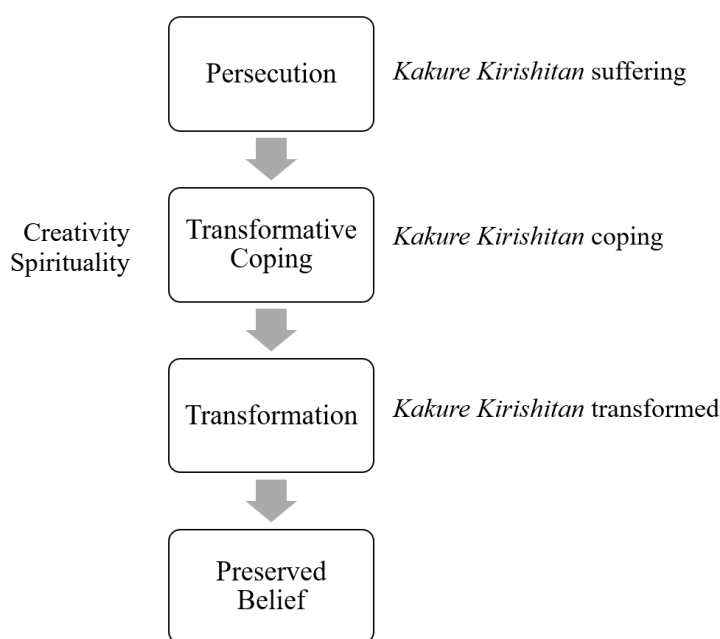 Persecution
Kakure Kirishitan suffering
Creativity
Spirituality
Transformative
Coping
Kakure Kirishitan coping
Transformation
Kakure Kirishitan transformed
Preserved
Belief